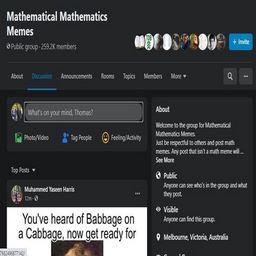 Mathematical Mathematics
Memes
Public group · 259.2K members
+ Invite
About
Discussion
Announcements
Rooms
Topics
Members
More
What's on your mind, Thomas?
Photo/Video
Tag People
Feeling/Activity
Top Posts
Muhammed Yaseen Harris
12m ·
You've heard of Babbage on
a Cabbage, now get ready for
About
Welcome to the group for Mathematical
Mathematics Memes.
Just be respectful to others and post math
memes. Any post that isn't a math meme will ...
See More
Public
Anyone can see who's in the group and what
they post.
Visible
Anyone can find this group.
Melbourne, Victoria, Australia